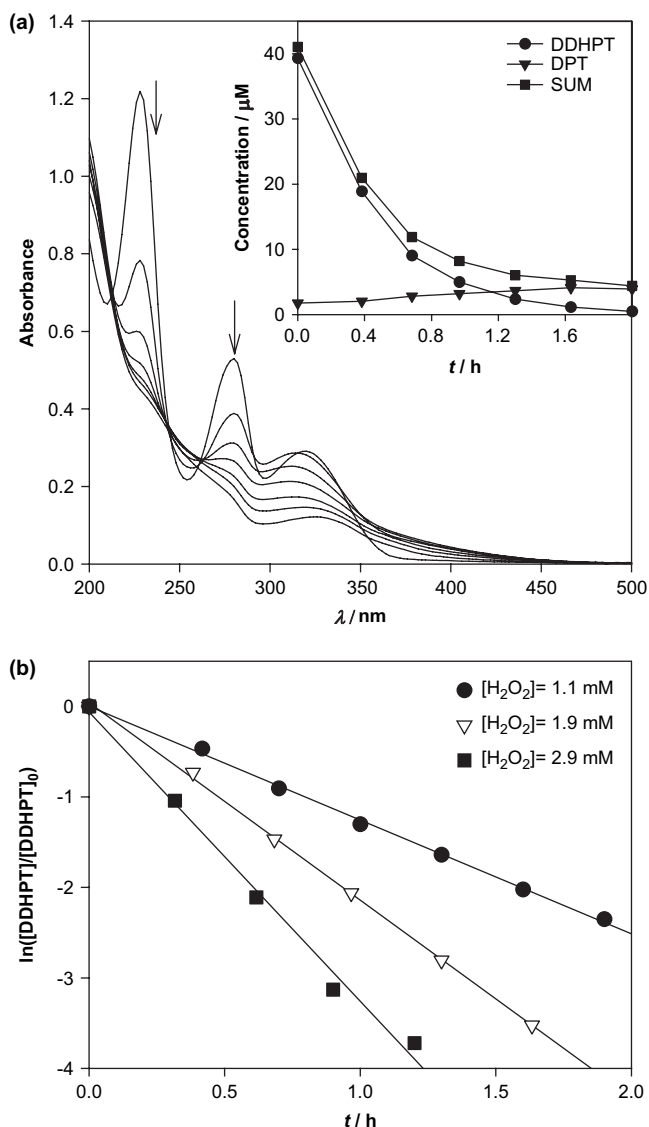 (a)
1.4
1.2
1.0
0.8
0.6
0.4
0.2
0.0
Absorbance
200 250 300 350 400 450 500
λ / nm
40
30
20
10
0
Concentration / μM
DDHPT
DPT
SUM
0.0 0.4 0.8 1.2 1.6
t / h
(b)
0
-1
-2
-3
-4
ln([DDHPT]/[DDHPT]₀)
[H₂O₂]= 1.1 mM
[H₂O₂]= 1.9 mM
[H₂O₂]= 2.9 mM
0.0 0.5 1.0 1.5 2.0
t / h